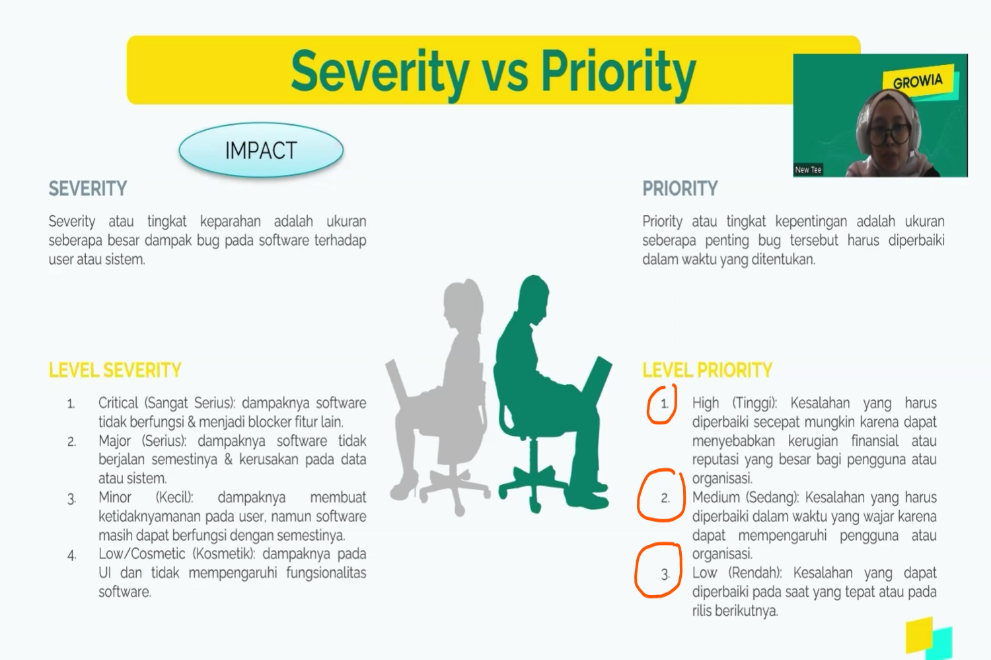 Severity vs Priority
GROWIA
New Tee
IMPACT
SEVERITY
Severity atau tingkat keparahan adalah ukuran
seberapa besar dampak bug pada software terhadap
user atau sistem.
PRIORITY
Priority atau tingkat kepentingan adalah ukuran
seberapa penting bug tersebut harus diperbaiki
dalam waktu yang ditentukan.
LEVEL SEVERITY
1. Critical (Sangat Serius): dampaknya software
tidak berfungsi & menjadi blocker fitur lain.
2. Major (Serius): dampaknya software tidak
berjalan semestinya & kerusakan pada data
atau sistem.
3. Minor (Kecil): dampaknya membuat
ketidaknyamanan pada user, namun software
masih dapat berfungsi dengan semestinya.
4. Low/Cosmetic (Kosmetik): dampaknya pada
UI dan tidak mempengaruhi fungsionalitas
software.
LEVEL PRIORITY
1. High (Tinggi): Kesalahan yang harus
diperbaiki secepat mungkin karena dapat
menyebabkan kerugian finansial atau
reputasi yang besar bagi pengguna atau
organisasi.
2. Medium (Sedang): Kesalahan yang harus
diperbaiki dalam waktu yang wajar karena
dapat mempengaruhi pengguna atau
organisasi.
3. Low (Rendah): Kesalahan yang dapat
diperbaiki pada saat yang tepat atau pada
rilis berikutnya.